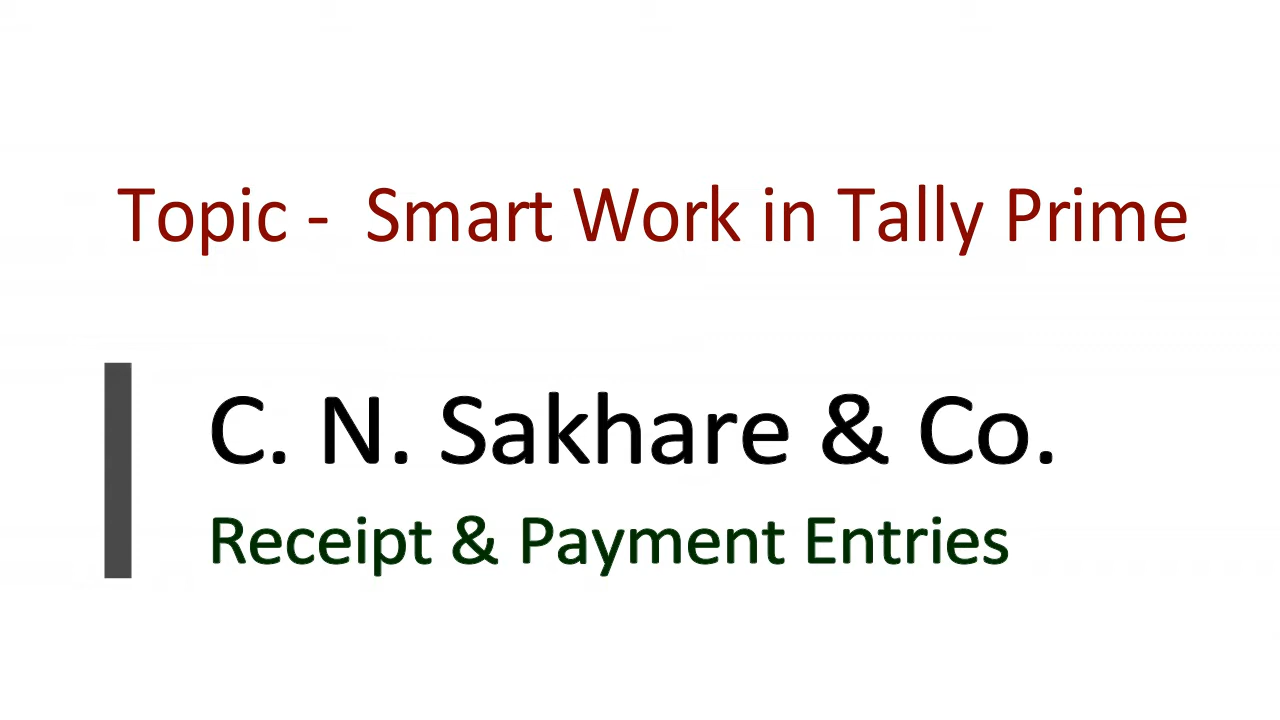 Topic - Smart Work in Tally Prime
C. N. Sakhare & Co.
Receipt & Payment Entries